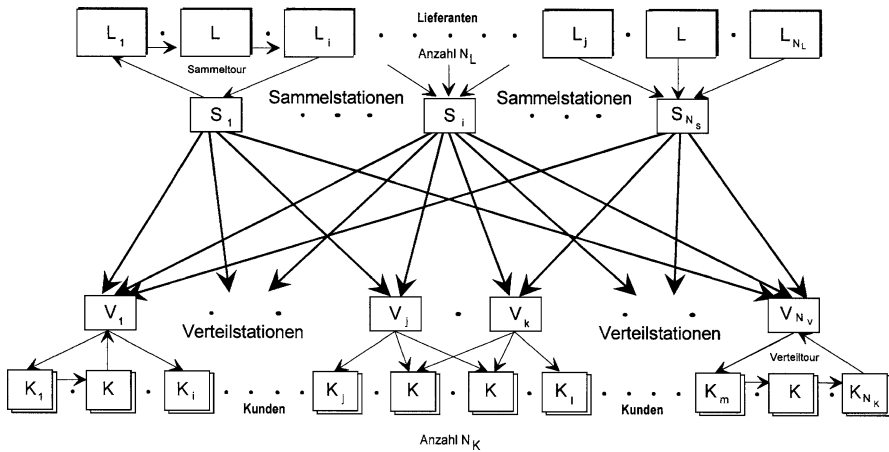 Lieferanten
L1 L Li Lj L LNL
Anzahl NL
Sammeltour
Sammelstationen Sammelstationen
S1 Si SNs
V1 Vj Vk VNv
Verteilstationen Verteilstationen
Verteiltour
K1 K Ki Kj K K Kl Km K KNK
Kunden Kunden
Anzahl NK